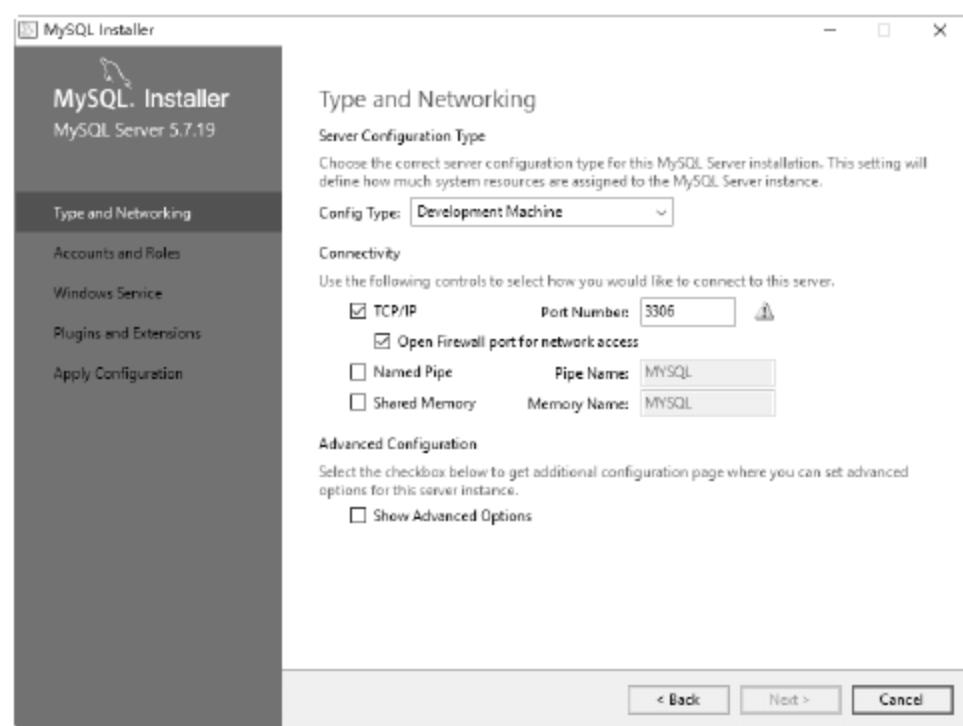 MySQL Installer
MySQL. Installer
MySQL Server 5.7.19
Type and Networking
Accounts and Roles
Windows Service
Plugins and Extensions
Apply Configuration
Type and Networking
Server Configuration Type
Choose the correct server configuration type for this MySQL Server installation. This setting will
define how much system resources are assigned to the MySQL Server instance.
Config Type: Development Machine
Connectivity
Use the following controls to select how you would like to connect to this server.
TCP/IP Port Number: 3306
Open Firewall port for network access
Named Pipe Pipe Name: MYSQL
Shared Memory Memory Name: MYSQL
Advanced Configuration
Select the checkbox below to get additional configuration page where you can set advanced
options for this server instance.
Show Advanced Options
< Back Next > Cancel